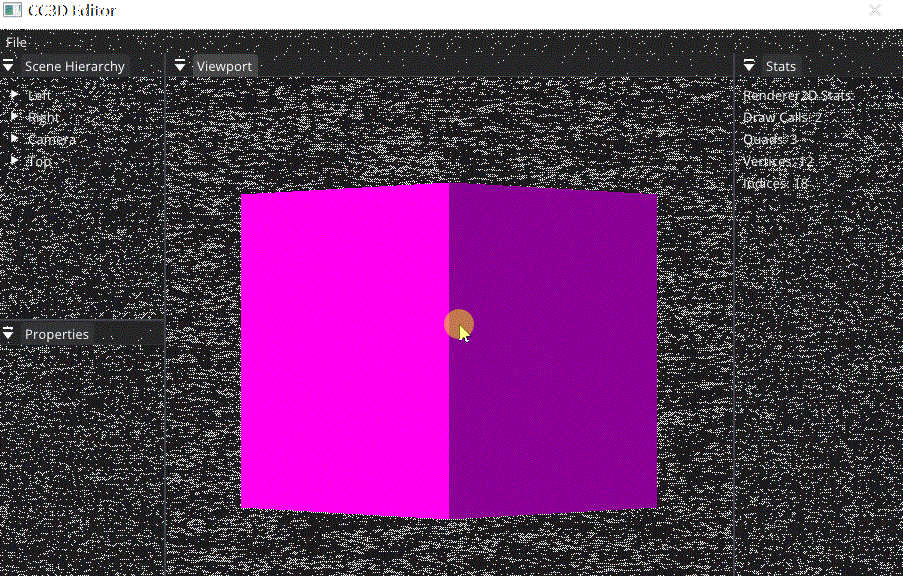 CC3D Editor
File
Scene Hierarchy
Left
Right
Camera
Top
Properties
Viewport
Stats
Renderer2D Stats:
Draw Calls: 2
Quads: 3
Vertices: 12
Indices: 18